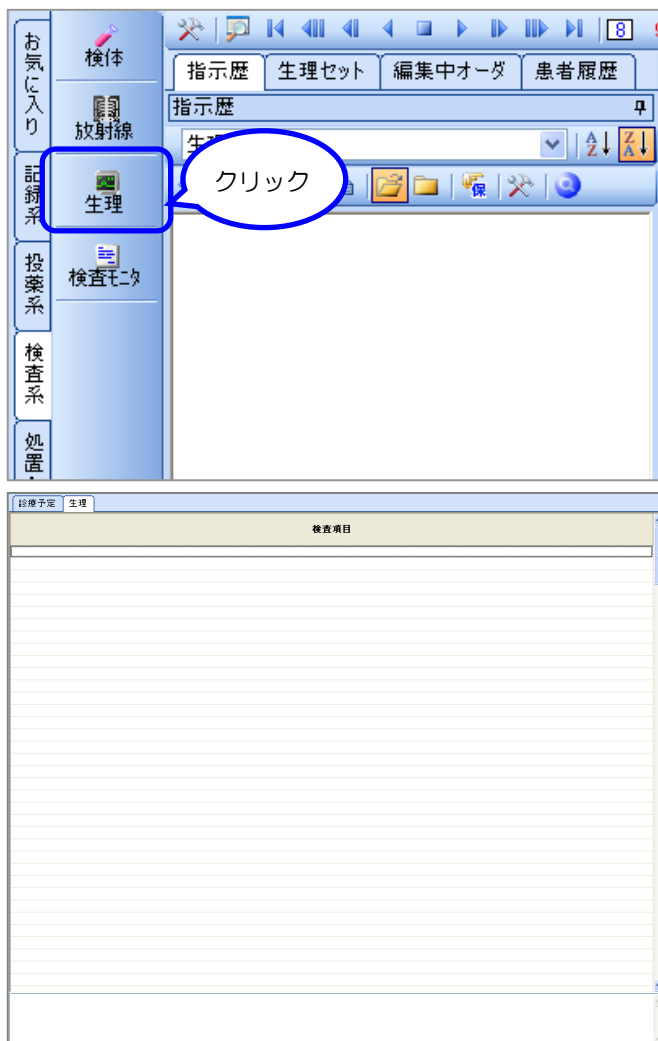 お気に入り
記録系
投薬系
検査系
処置・
検体
放射線
生理
検査モニタ
8
指示歴
生理セット
編集中オーダ
患者履歴
指示歴
クリック
保
診療予定
生理
検査項目